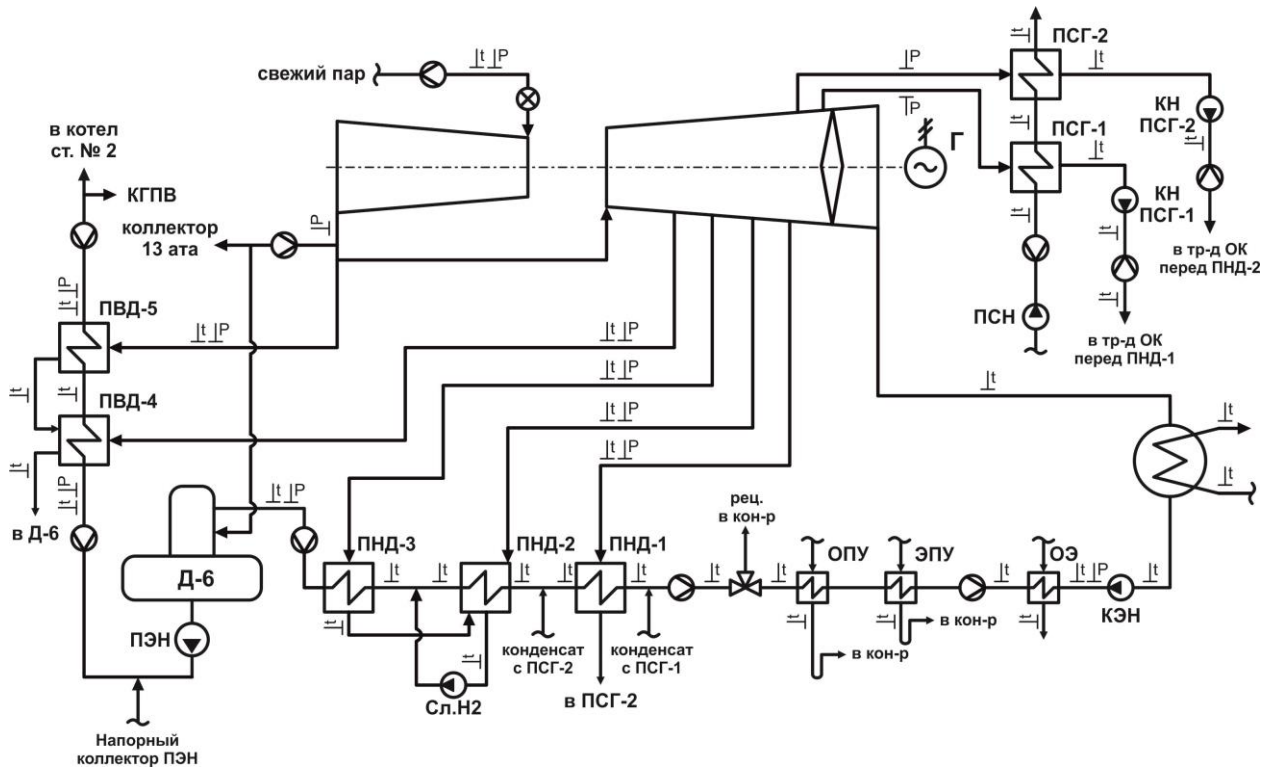 ПСГ-2
t
t P
свежий пар
P
t
t
P
КН
ПСГ-2
в котел
ст. № 2
ПСГ-1
Г
t
t
КГПВ
КН
ПСГ-1
коллектор
13 ата
P
t
в тр-д ОК
перед ПНД-2
t
P
t
ПВД-5
t P
ПСН
t
в тр-д ОК
перед ПНД-1
t P
t
t
t
ПВД-4
t
t P
t
t
P
t
t P
t
t P
рец.
в кон-р
в Д-6
ПНД-3
ПНД-2
ПНД-1
ОПУ
ЭПУ
ОЭ
Д-6
t
t
t
t
t
t
t
t
t P
t
КЭН
ПЭН
t
t
t
t
t
конденсат
с ПСГ-2
конденсат
с ПСГ-1
в кон-р
в кон-р
Сл.Н2
в ПСГ-2
Напорный
коллектор ПЭН